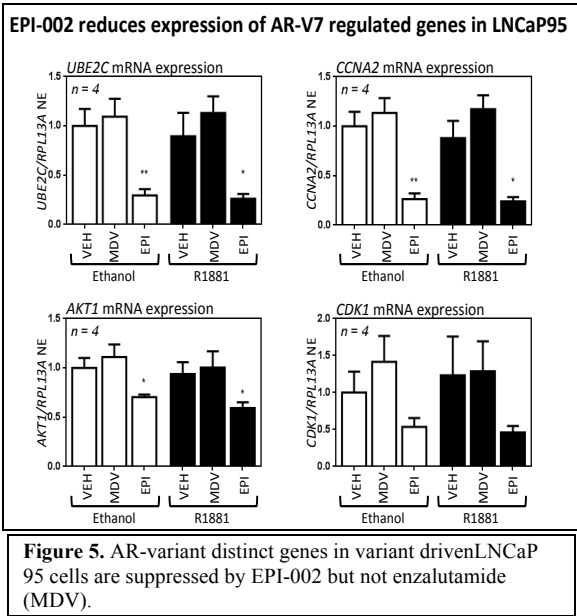 EPI-002 reduces expression of AR-V7 regulated genes in LNCaP95
UBE2C mRNA expression
n = 4
UBE2C/RPL13A NE
1.5
1.0
0.5
0.0
** *
VEH MDV EPI VEH MDV EPI
Ethanol R1881
CCNA2 mRNA expression
n = 4
CCNA2/RPL13A NE
1.5
1.0
0.5
0.0
** *
VEH MDV EPI VEH MDV EPI
Ethanol R1881
AKT1 mRNA expression
n = 4
AKT1/RPL13A NE
1.5
1.0
0.5
0.0
* *
VEH MDV EPI VEH MDV EPI
Ethanol R1881
CDK1 mRNA expression
n = 4
CDK1/RPL13A NE
2.0
1.5
1.0
0.5
0.0
VEH MDV EPI VEH MDV EPI
Ethanol R1881
Figure 5. AR-variant distinct genes in variant drivenLNCaP
95 cells are suppressed by EPI-002 but not enzalutamide
(MDV).